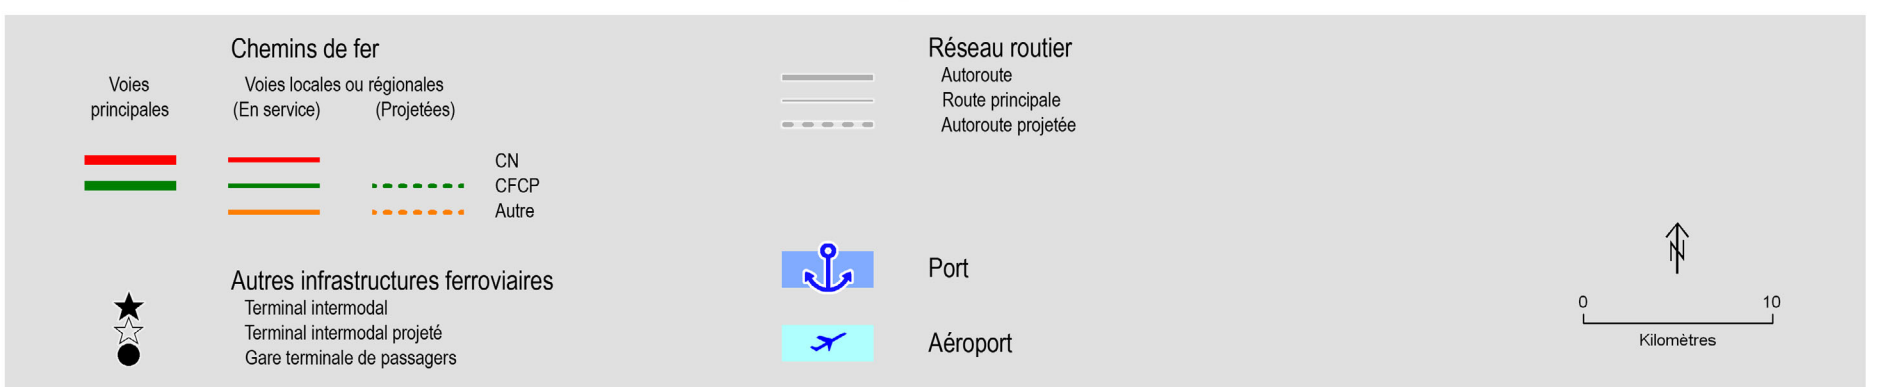 Chemins de fer
Voies principales
Voies locales ou régionales
(En service) (Projetées)
CN
CFCP
Autre
Autres infrastructures ferroviaires
Terminal intermodal
Terminal intermodal projeté
Gare terminale de passagers
Réseau routier
Autoroute
Route principale
Autoroute projetée
Port
Aéroport
N
0 10
Kilomètres